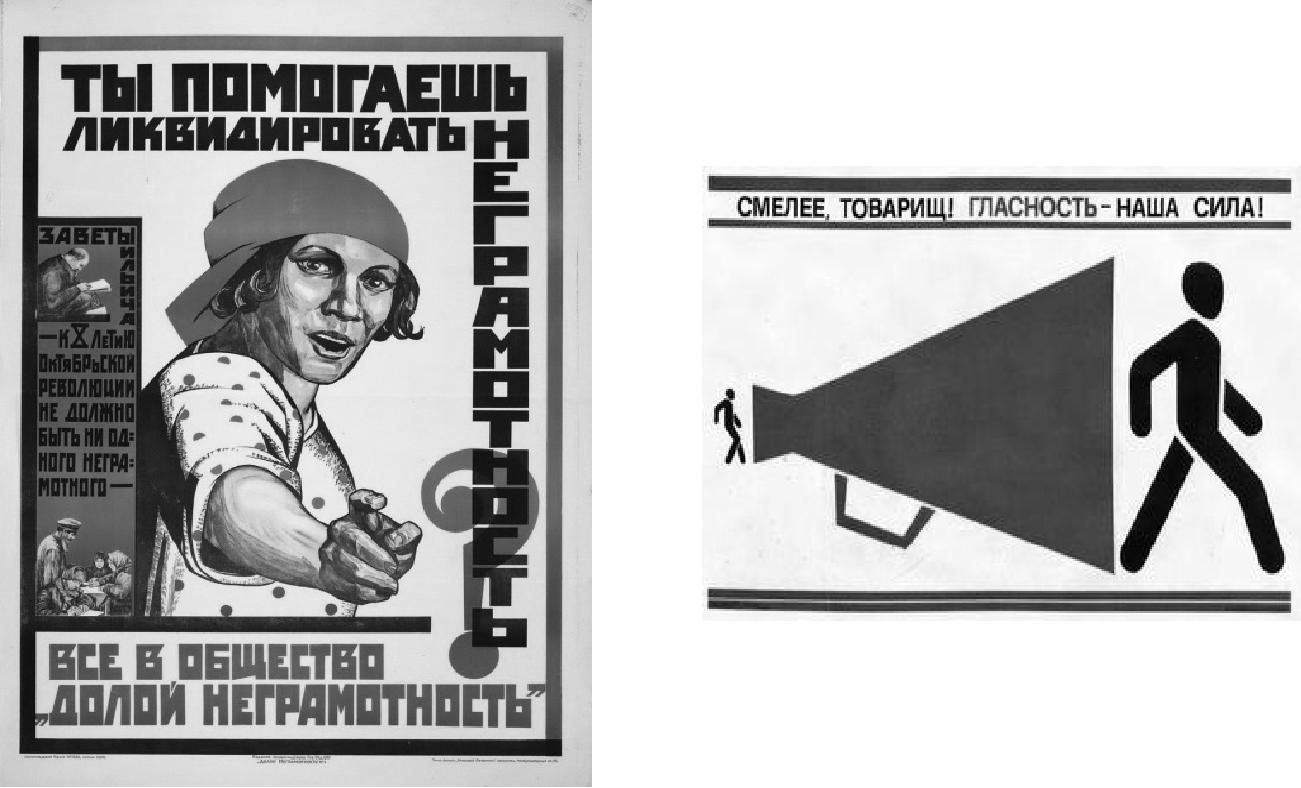 ТЫ ПОМОГАЕШЬ
ЛИКВИДИРОВАТЬ
НЕГРАМОТНОСТЬ
?
ЗАВЕТЫ
ИЛЬИЧА
— К X ЛЕТИЮ
ОКТЯБРЬСКОЙ
РЕВОЛЮЦИИ
НЕ ДОЛЖНО
БЫТЬ НИ ОД=
НОГО НЕГРА=
МОТНОГО —
ВСЕ В ОБЩЕСТВО
„ДОЛОЙ НЕГРАМОТНОСТЬ”
СМЕЛЕЕ, ТОВАРИЩ! ГЛАСНОСТЬ – НАША СИЛА!